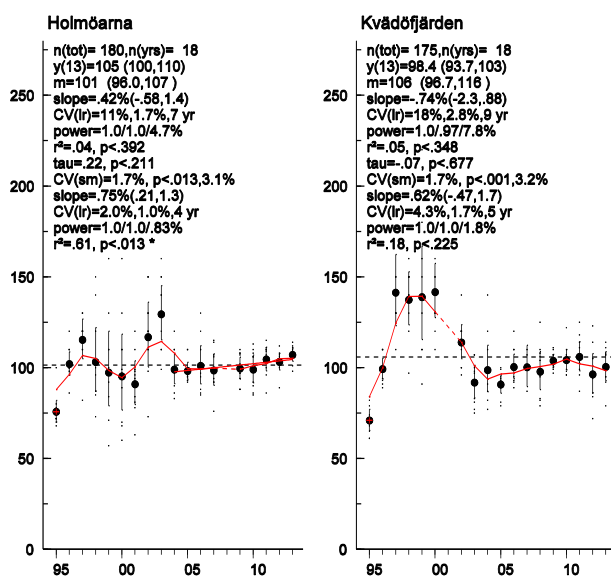 Holmöarna
n(tot)= 180,n(yrs)=  18
y(13)=105 (100,110)
m=101  (96.0,107 )
slope=.42%(-.58,1.4)
CV(lr)=11%,1.7%,7 yr
power=1.0/1.0/4.7%
r²=.04, p<.392
tau=.22, p<.211
CV(sm)=1.7%, p<.013,3.1%
slope=.75%(.21,1.3)
CV(lr)=2.0%,1.0%,4 yr
power=1.0/1.0/.83%
r²=.61, p<.013 *
250
200
150
100
50
0
95 00 05 10
Kvädöfjärden
n(tot)= 175,n(yrs)=  18
y(13)=98.4 (93.7,103)
m=106  (96.7,116 )
slope=-.74%(-2.3,.88)
CV(lr)=18%,2.8%,9 yr
power=1.0/.97/7.8%
r²=.05, p<.348
tau=-.07, p<.677
CV(sm)=1.7%, p<.001,3.2%
slope=.62%(-.47,1.7)
CV(lr)=4.3%,1.7%,5 yr
power=1.0/1.0/1.8%
r²=.18, p<.225
250
200
150
100
50
0
95 00 05 10